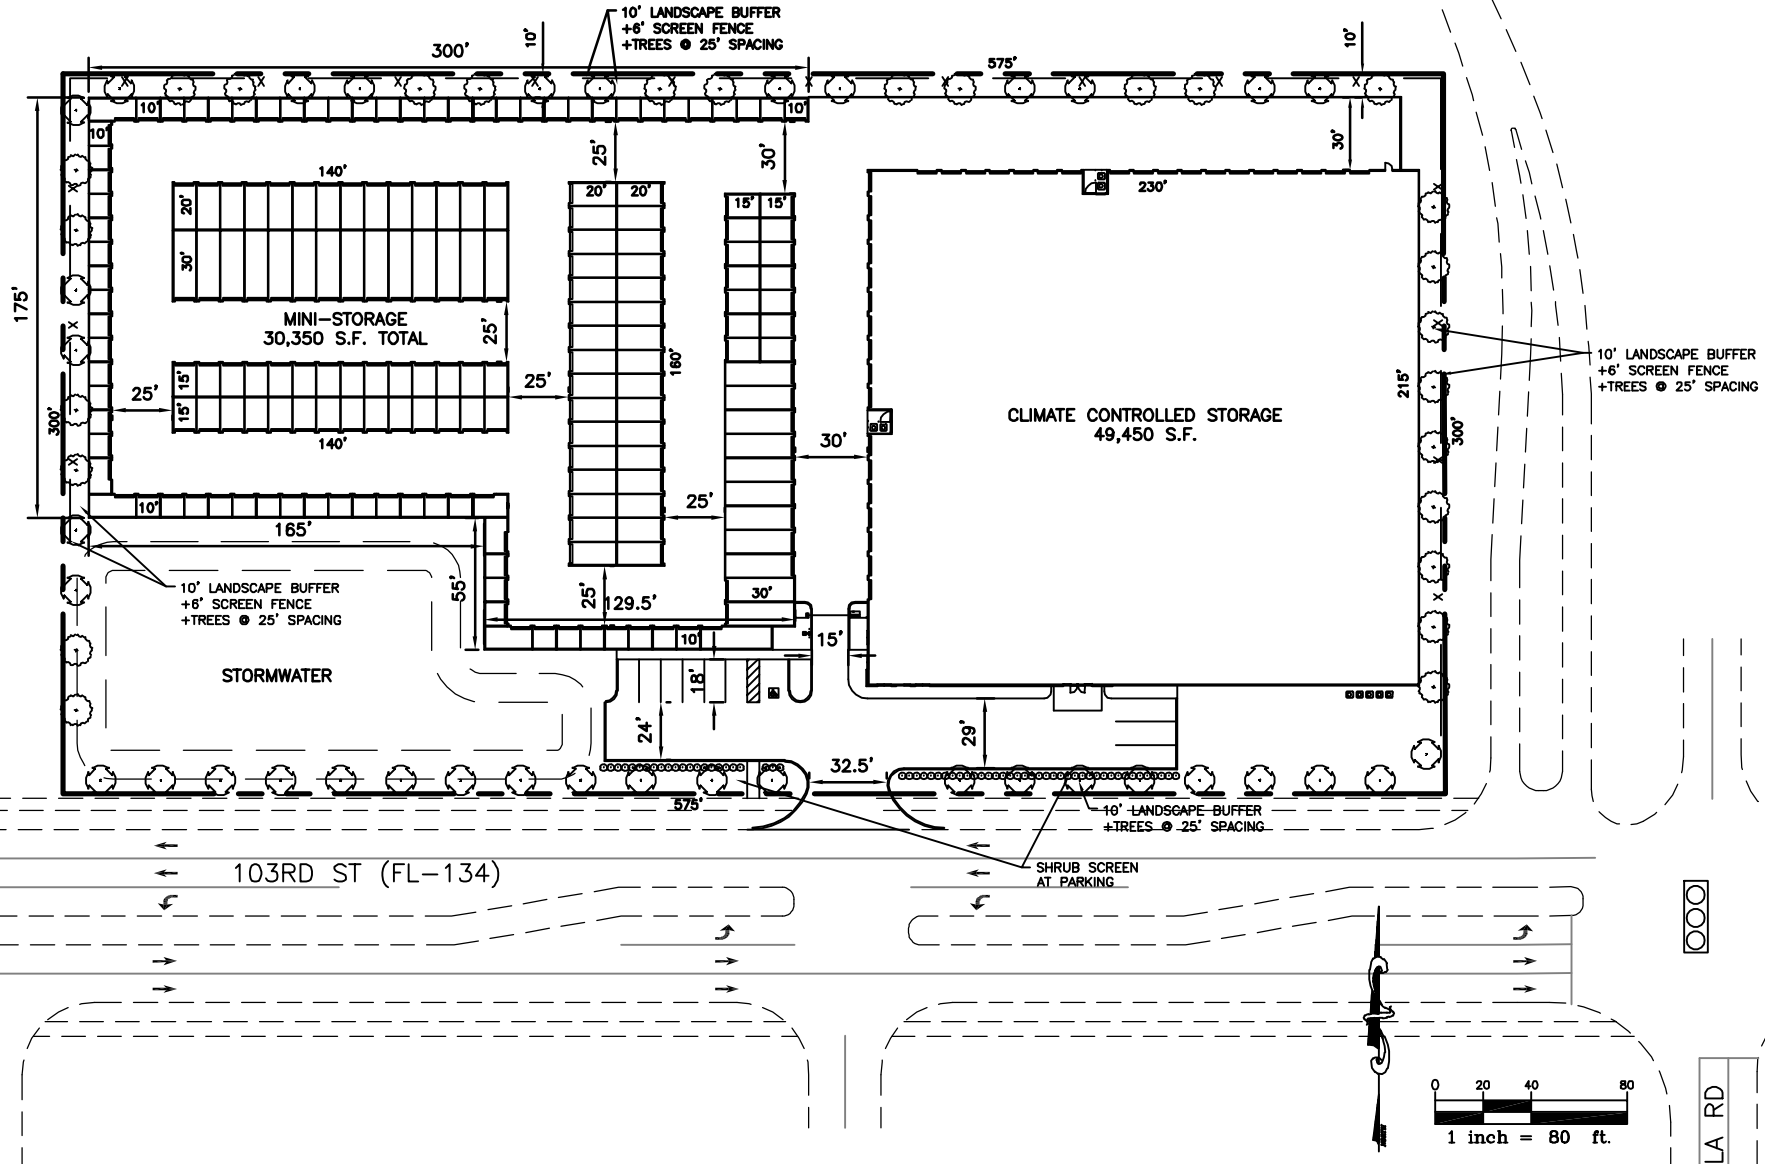 10' LANDSCAPE BUFFER
+6' SCREEN FENCE
+TREES @ 25' SPACING
10'
10'
300'
575'
10'
10'
10'
175'
25'
30'
30'
140'
20'
30'
20' 20'
15' 15'
230'
MINI-STORAGE
30,350 S.F. TOTAL
25'
160'
25'
15'
15'
25'
140'
300'
30'
CLIMATE CONTROLLED STORAGE
49,450 S.F.
215'
300'
10' LANDSCAPE BUFFER
+6' SCREEN FENCE
+TREES @ 25' SPACING
10'
165'
25'
55'
10' LANDSCAPE BUFFER
+6' SCREEN FENCE
+TREES @ 25' SPACING
25'
129.5'
30'
10'
15'
STORMWATER
18'
24'
29'
32.5'
575'
10' LANDSCAPE BUFFER
+TREES @ 25' SPACING
SHRUB SCREEN
AT PARKING
103RD ST (FL-134)
0 20 40 80
1 inch = 80 ft.
LA RD